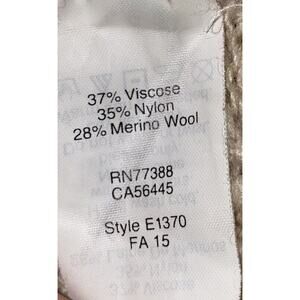 37% Viscose
35% Nylon
28% Merino Wool
RN77388
CA56445
Style E1370
FA 15